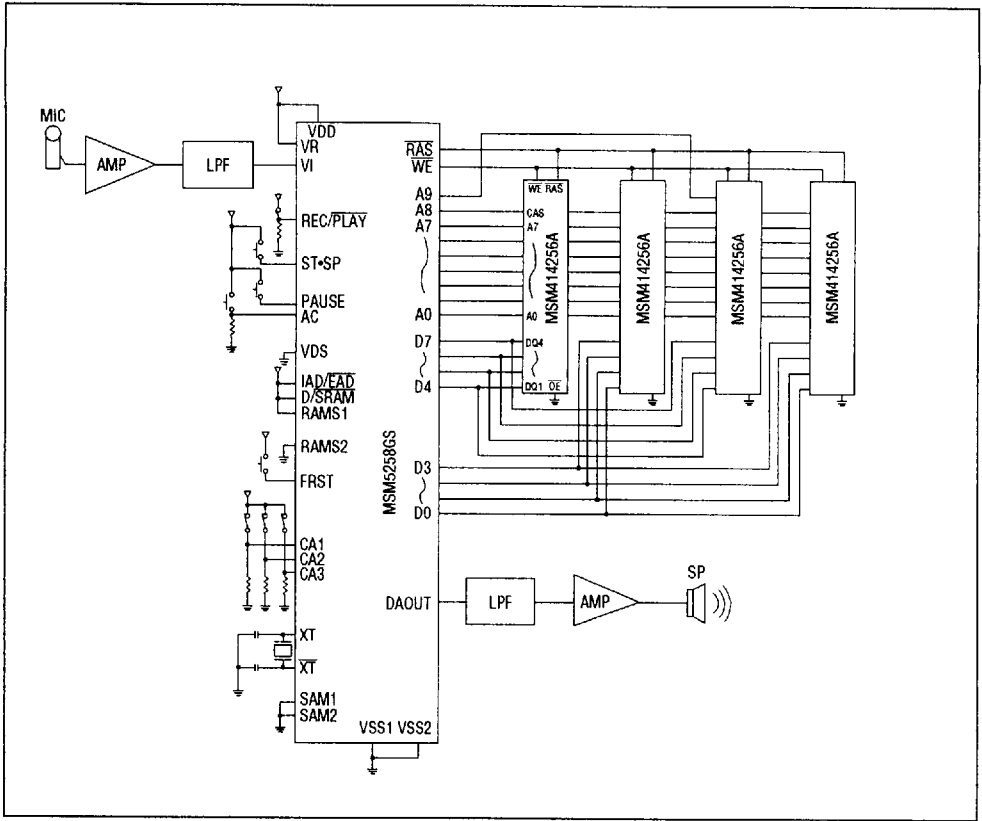 MIC
AMP
LPF
VDD
VR
VI
REC/PLAY
ST•SP
PAUSE
AC
VDS
IAD/EAD
D/SRAM
RAMS1
RAMS2
FRST
CA1
CA2
CA3
XT
XT
SAM1
SAM2
VSS1 VSS2
MSM5258GS
RAS
WE
A9
A8
A7
A0
D7
D4
D3
D0
DAOUT
LPF
AMP
SP
WE RAS
CAS
A7
A0
DQ4
DQ1 OE
MSM414256A
MSM414256A
MSM414256A
MSM414256A